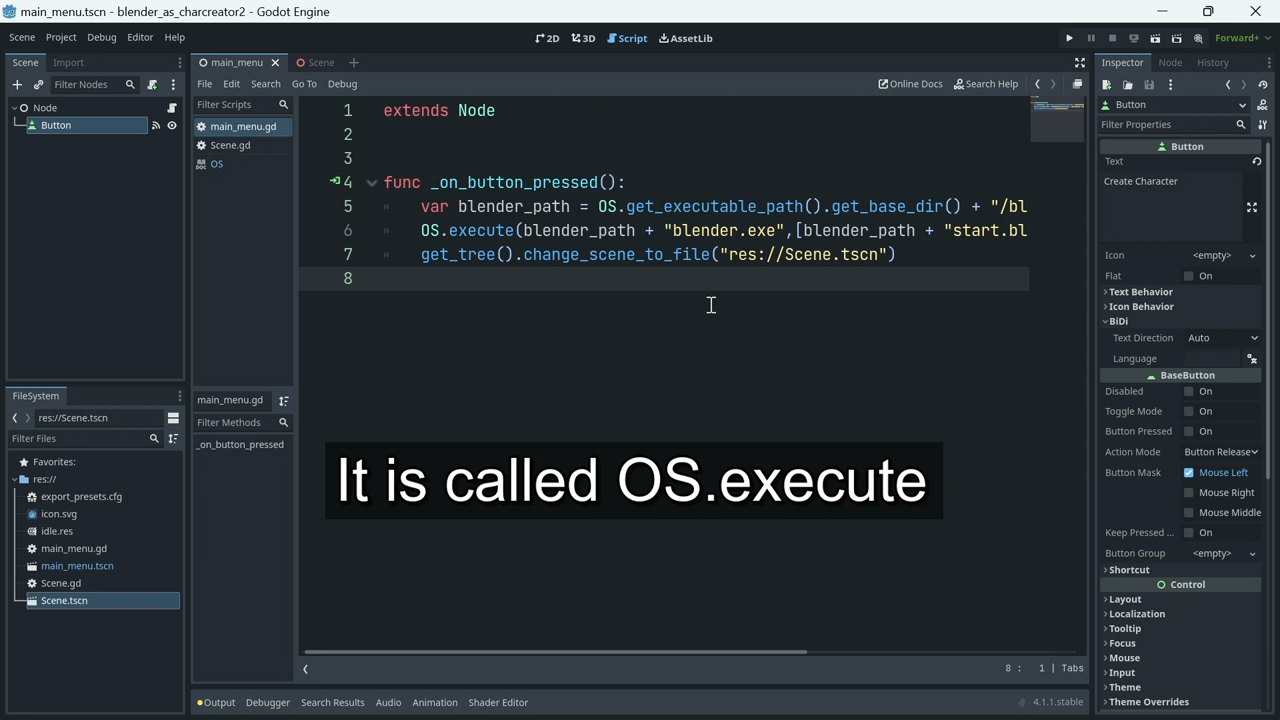 main_menu.tscn - blender_as_charcreator2 - Godot Engine
Scene Project Debug Editor Help
2D 3D Script AssetLib
Forward+
Scene Import
Filter Nodes
Node
Button
main_menu
Scene
File Edit Search Go To Debug
Online Docs Search Help
Filter Scripts
main_menu.gd
Scene.gd
OS
main_menu.gd
Filter Methods
_on_button_pressed
1 extends Node
2
3
4 func _on_button_pressed():
5 var blender_path = OS.get_executable_path().get_base_dir() + "/bl
6 OS.execute(blender_path + "blender.exe",[blender_path + "start.bl
7 get_tree().change_scene_to_file("res://Scene.tscn")
8
It is called OS.execute
8 : 1 | Tabs
Output Debugger Search Results Audio Animation Shader Editor
4.1.1.stable
FileSystem
res://Scene.tscn
Filter Files
Favorites:
res://
export_presets.cfg
icon.svg
idle.res
main_menu.gd
main_menu.tscn
Scene.gd
Scene.tscn
Inspector Node History
Button
Filter Properties
Button
Text
Create Character
Icon <empty>
Flat On
Text Behavior
Icon Behavior
BiDi
Text Direction Auto
Language
BaseButton
Disabled On
Toggle Mode On
Button Pressed On
Action Mode Button Release
Button Mask Mouse Left
Mouse Right
Mouse Middle
Keep Pressed ... On
Button Group <empty>
Shortcut
Control
Layout
Localization
Tooltip
Focus
Mouse
Input
Theme
Theme Overrides